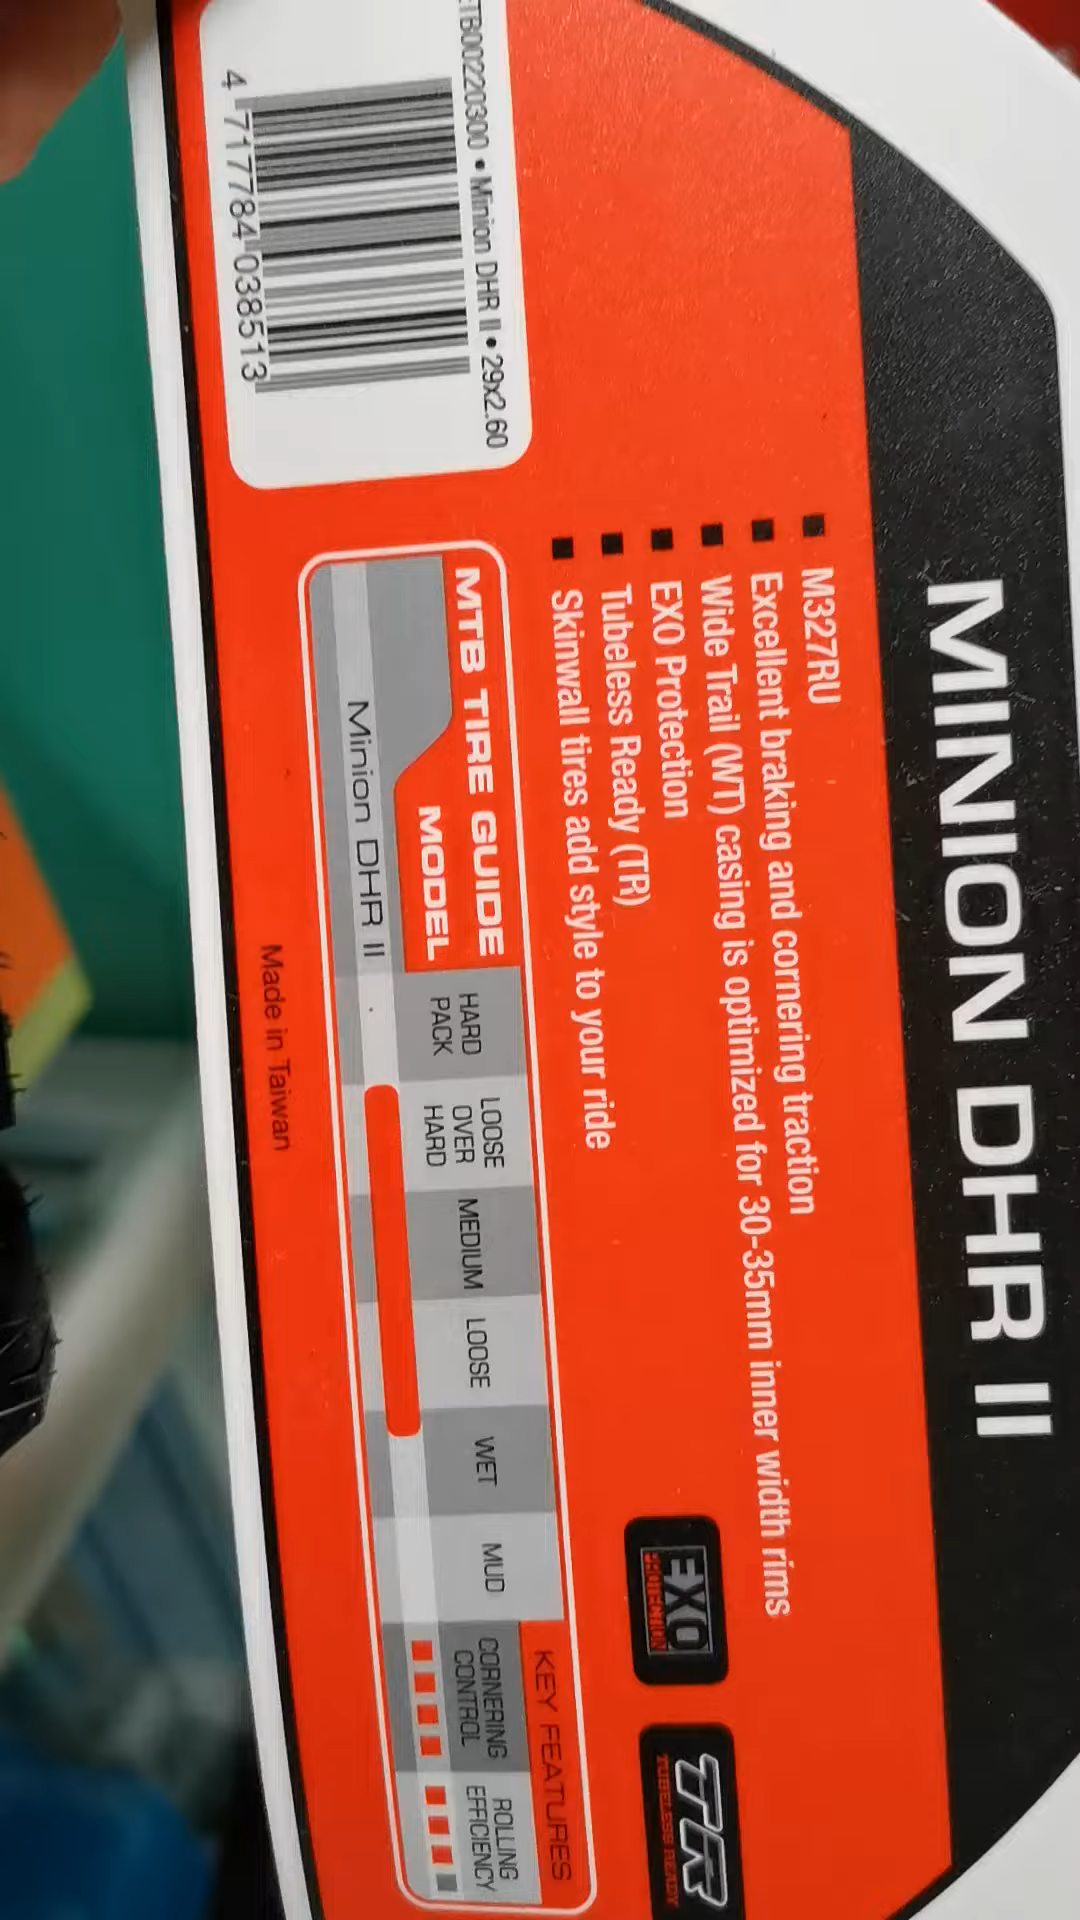 MINION DHR II
M327RU
Excellent braking and cornering traction
Wide Trail (WT) casing is optimized for 30-35mm inner width rims
EXO Protection
Tubeless Ready (TR)
Skinwall tires add style to your ride
EXO
PROTECTION
TR
TUBELESS READY
TB00220300 • Minion DHR II • 29x2.60
4 717784 038513
MTB TIRE GUIDE
MODEL
HARD PACK
LOOSE OVER HARD
MEDIUM
LOOSE
WET
MUD
KEY FEATURES
CORNERING CONTROL
ROLLING EFFICIENCY
Minion DHR II
Made in Taiwan